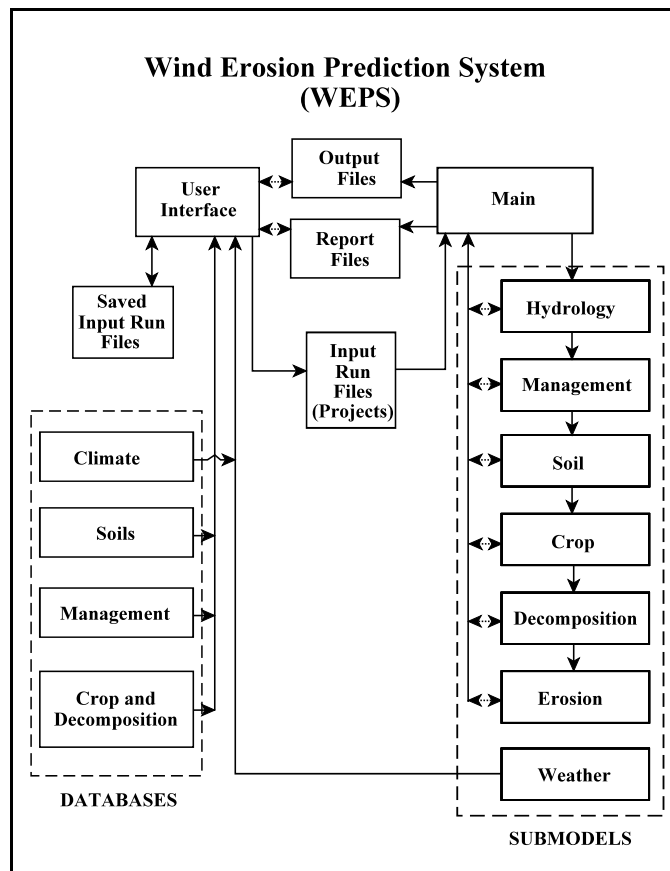 Wind Erosion Prediction System
(WEPS)
User
Interface
Output
Files
Main
Report
Files
Saved
Input Run
Files
Input
Run
Files
(Projects)
Hydrology
Management
Soil
Crop
Decomposition
Erosion
Weather
SUBMODELS
Climate
Soils
Management
Crop and
Decomposition
DATABASES